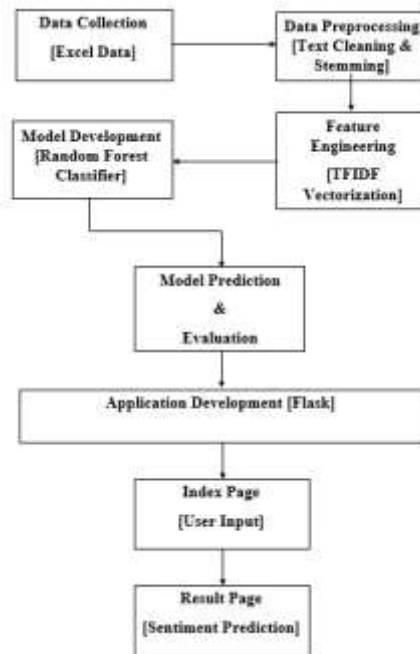 Data Collection
[Excel Data]
Data Preprocessing
[Text Cleaning &
Stemming]
Model Development
[Random Forest
Classifier]
Feature
Engineering
[TFIDF
Vectorization]
Model Prediction
&
Evaluation
Application Development [Flask]
Index Page
[User Input]
Result Page
[Sentiment Prediction]